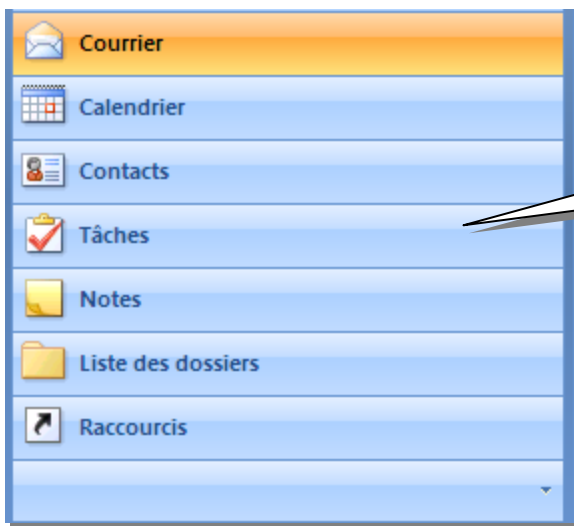 Courrier
Calendrier
Contacts
Tâches
Notes
Liste des dossiers
Raccourcis